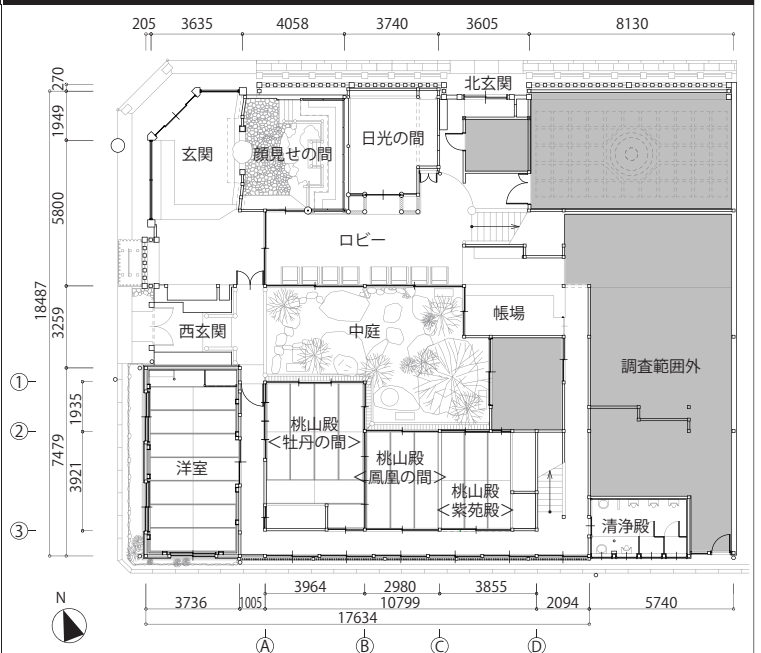 205 3635 4058 3740 3605 8130
270
1949
5800
18487
3259
1935
7479
3921
①
②
③
北玄関
玄関
顔見せの間
日光の間
ロビー
帳場
西玄関
中庭
調査範囲外
洋室
桃山殿
<牡丹の間>
桃山殿
<鳳凰の間>
桃山殿
<紫苑殿>
清浄殿
N
3964 2980 3855
3736 1005 10799 2094 5740
17634
Ⓐ Ⓑ Ⓒ Ⓓ